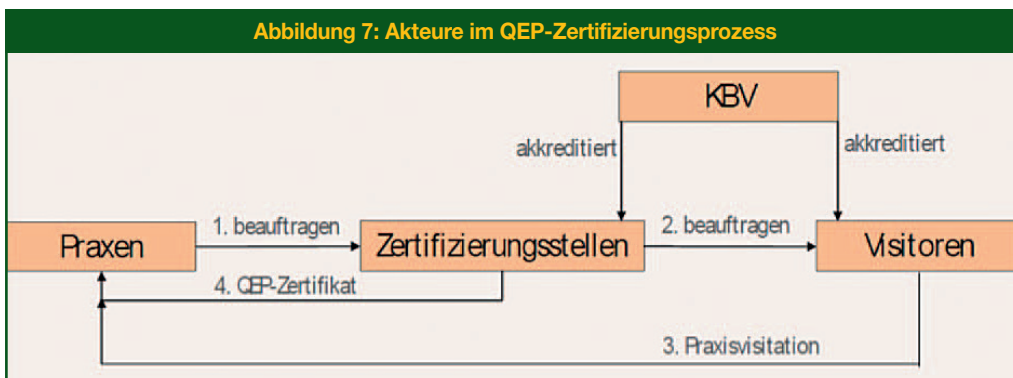 Abbildung 7: Akteure im QEP-Zertifizierungsprozess
KBV
akkreditiert
akkreditiert
Praxen
1. beauftragen
Zertifizierungsstellen
2. beauftragen
Visitoren
4. QEP-Zertifikat
3. Praxisvisitation